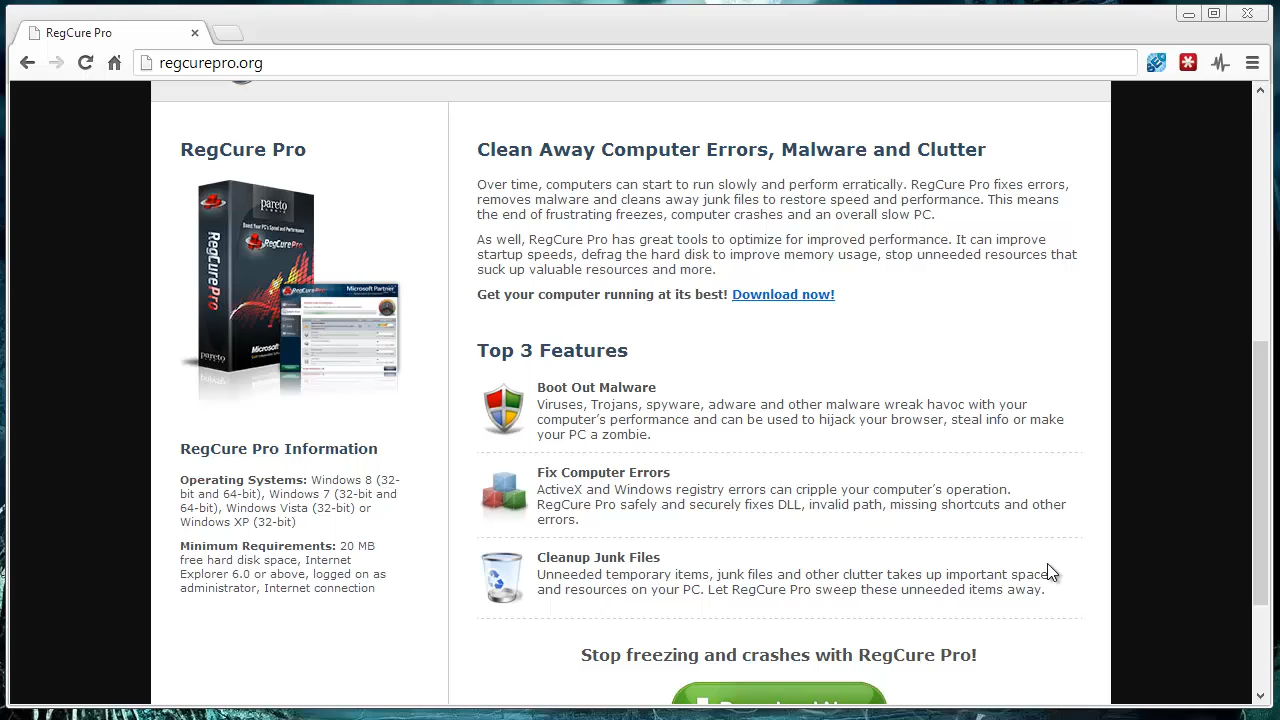 RegCure Pro
regcurepro.org
RegCure Pro
pareto
RegCurePro
RegCurePro
pareto
Microsoft Partner
RegCure Pro Information
Operating Systems: Windows 8 (32-
bit and 64-bit), Windows 7 (32-bit and
64-bit), Windows Vista (32-bit) or
Windows XP (32-bit)
Minimum Requirements: 20 MB
free hard disk space, Internet
Explorer 6.0 or above, logged on as
administrator, Internet connection
Clean Away Computer Errors, Malware and Clutter
Over time, computers can start to run slowly and perform erratically. RegCure Pro fixes errors,
removes malware and cleans away junk files to restore speed and performance. This means
the end of frustrating freezes, computer crashes and an overall slow PC.
As well, RegCure Pro has great tools to optimize for improved performance. It can improve
startup speeds, defrag the hard disk to improve memory usage, stop unneeded resources that
suck up valuable resources and more.
Get your computer running at its best! Download now!
Top 3 Features
Boot Out Malware
Viruses, Trojans, spyware, adware and other malware wreak havoc with your
computer's performance and can be used to hijack your browser, steal info or make
your PC a zombie.
Fix Computer Errors
ActiveX and Windows registry errors can cripple your computer's operation.
RegCure Pro safely and securely fixes DLL, invalid path, missing shortcuts and other
errors.
Cleanup Junk Files
Unneeded temporary items, junk files and other clutter takes up important space
and resources on your PC. Let RegCure Pro sweep these unneeded items away.
Stop freezing and crashes with RegCure Pro!